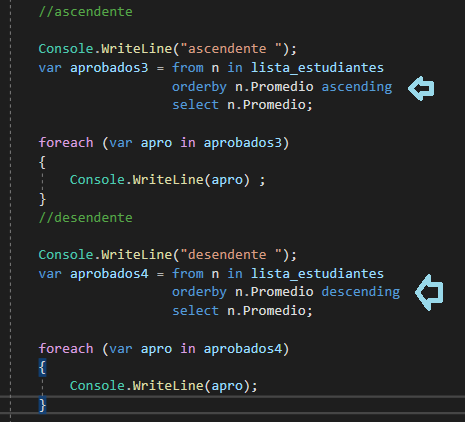 //ascendente
Console.WriteLine("ascendente ");
var aprobados3 = from n in lista_estudiantes
orderby n.Promedio ascending
select n.Promedio;
foreach (var apro in aprobados3)
{
Console.WriteLine(apro) ;
}
//desendente
Console.WriteLine("desendente ");
var aprobados4 = from n in lista_estudiantes
orderby n.Promedio descending
select n.Promedio;
foreach (var apro in aprobados4)
{
Console.WriteLine(apro);
}